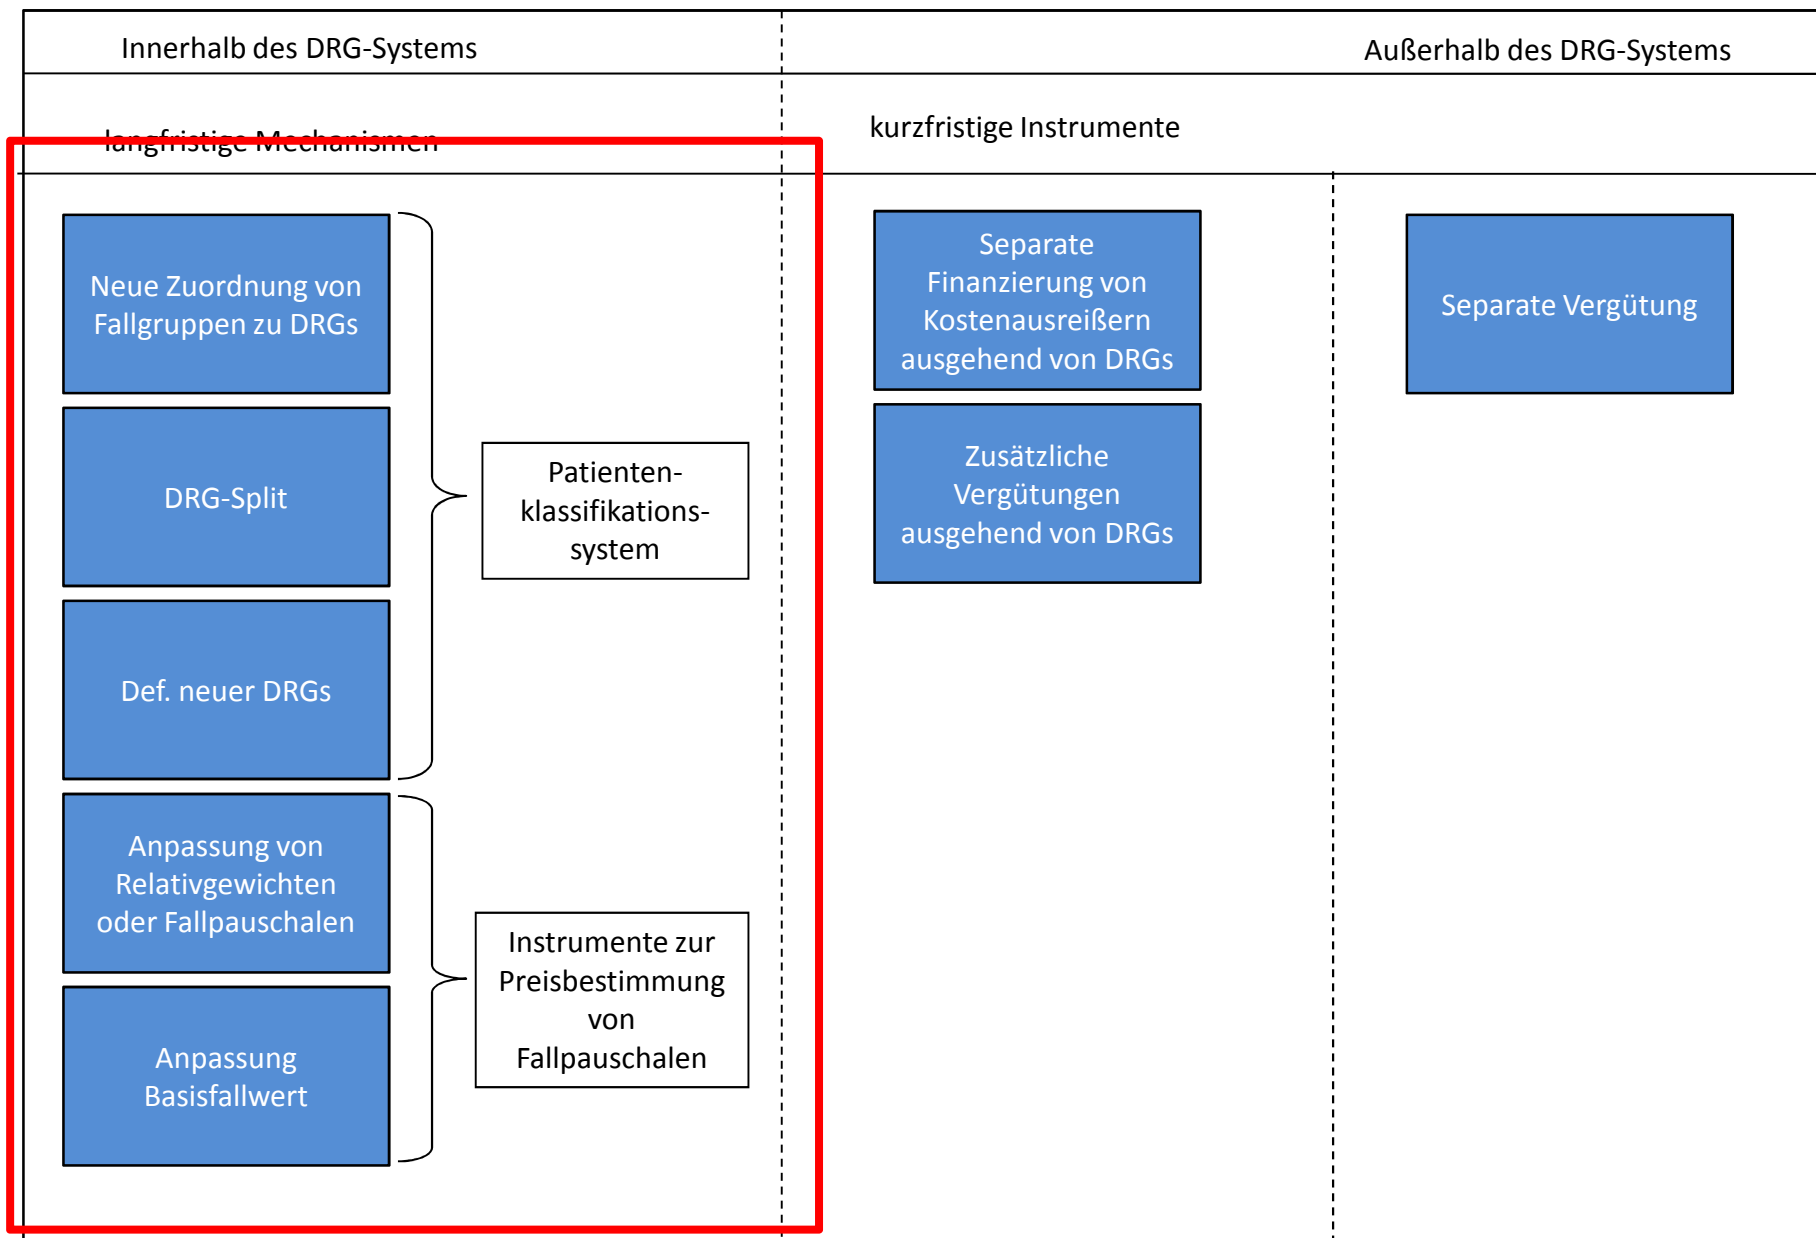 Innerhalb des DRG-Systems
Außerhalb des DRG-Systems
langfristige Mechanismen
kurzfristige Instrumente
Neue Zuordnung von
Fallgruppen zu DRGs
DRG-Split
Def. neuer DRGs
Patienten-
klassifikations-
system
Anpassung von
Relativgewichten
oder Fallpauschalen
Anpassung
Basisfallwert
Instrumente zur
Preisbestimmung
von
Fallpauschalen
Separate
Finanzierung von
Kostenausreißern
ausgehend von DRGs
Zusätzliche
Vergütungen
ausgehend von DRGs
Separate Vergütung